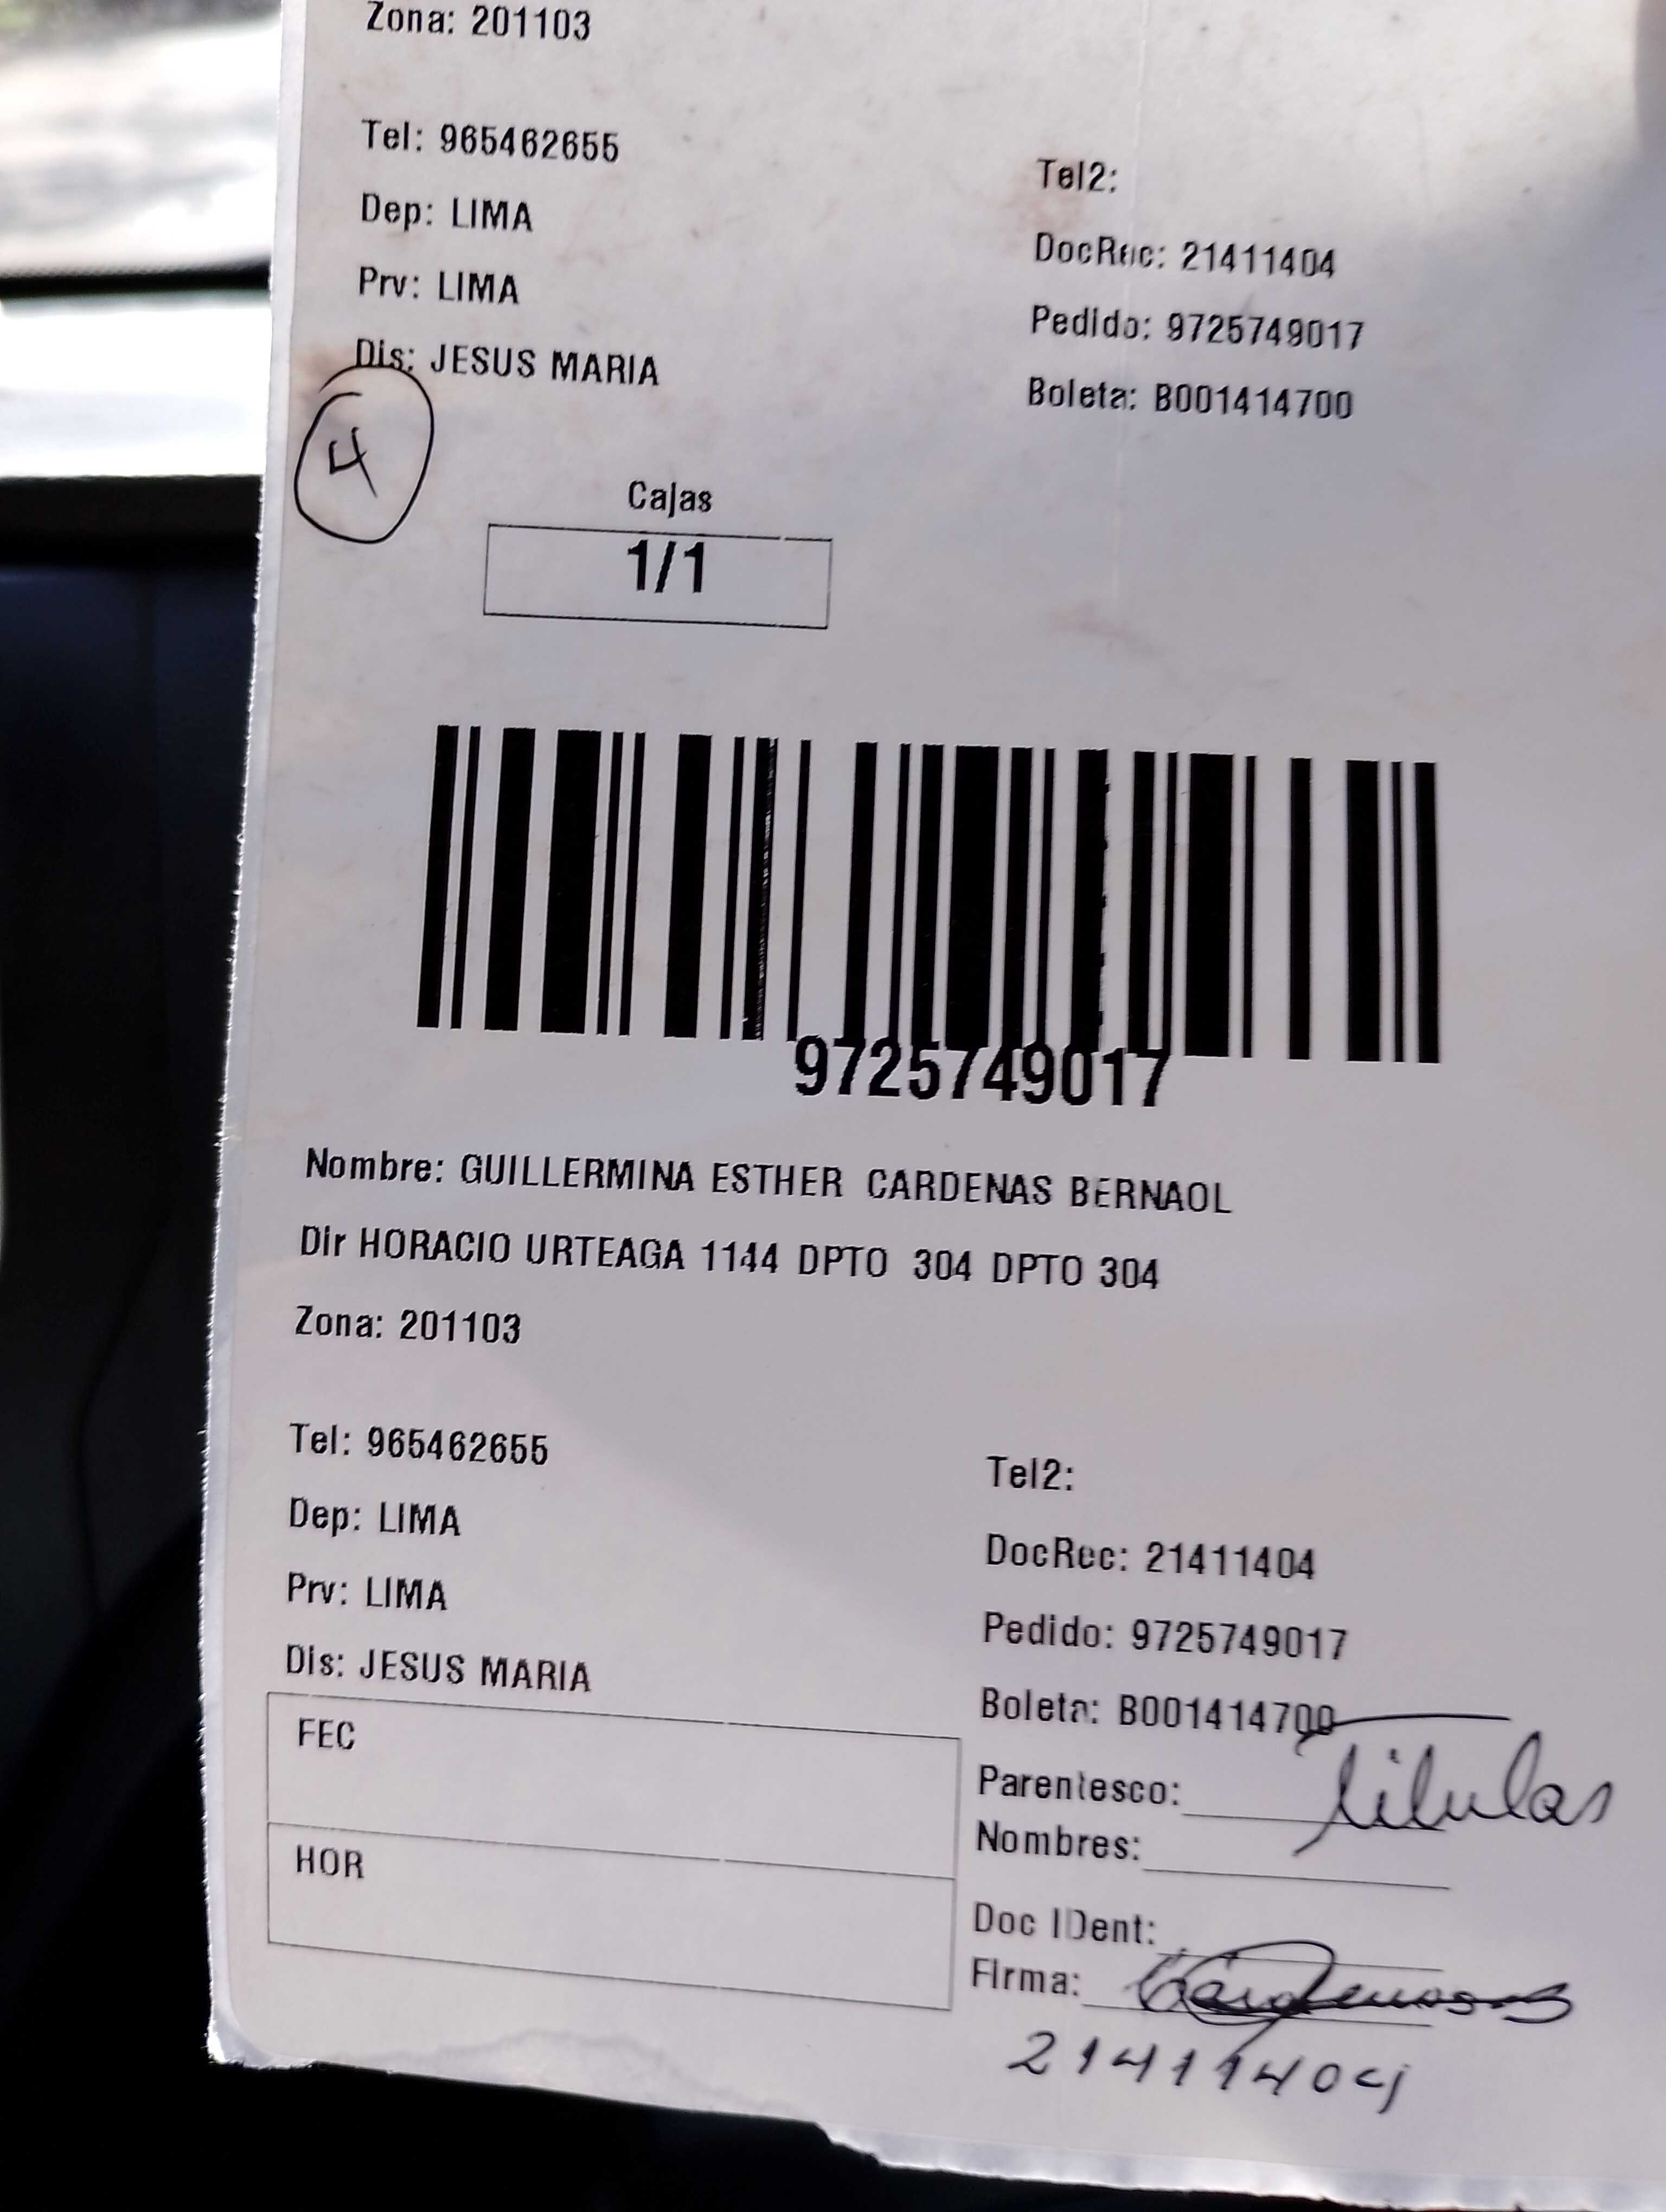 Zona: 201103
Tel: 965462655
Tel2:
Dep: LIMA
DocRec: 21411404
Prv: LIMA
Pedido: 9725749017
Dis: JESUS MARIA
Boleta: B001414700
4
Cajas
1/1
9725749017
Nombre: GUILLERMINA ESTHER CARDENAS BERNAOL
Dir HORACIO URTEAGA 1144 DPTO 304 DPTO 304
Zona: 201103
Tel: 965462655
Tel2:
Dep: LIMA
DocRec: 21411404
Prv: LIMA
Pedido: 9725749017
Dis: JESUS MARIA
Boleta: B001414700
FEC
Parentesco: titular
Nombres:
HOR
Doc IDent:
Firma:
21411404